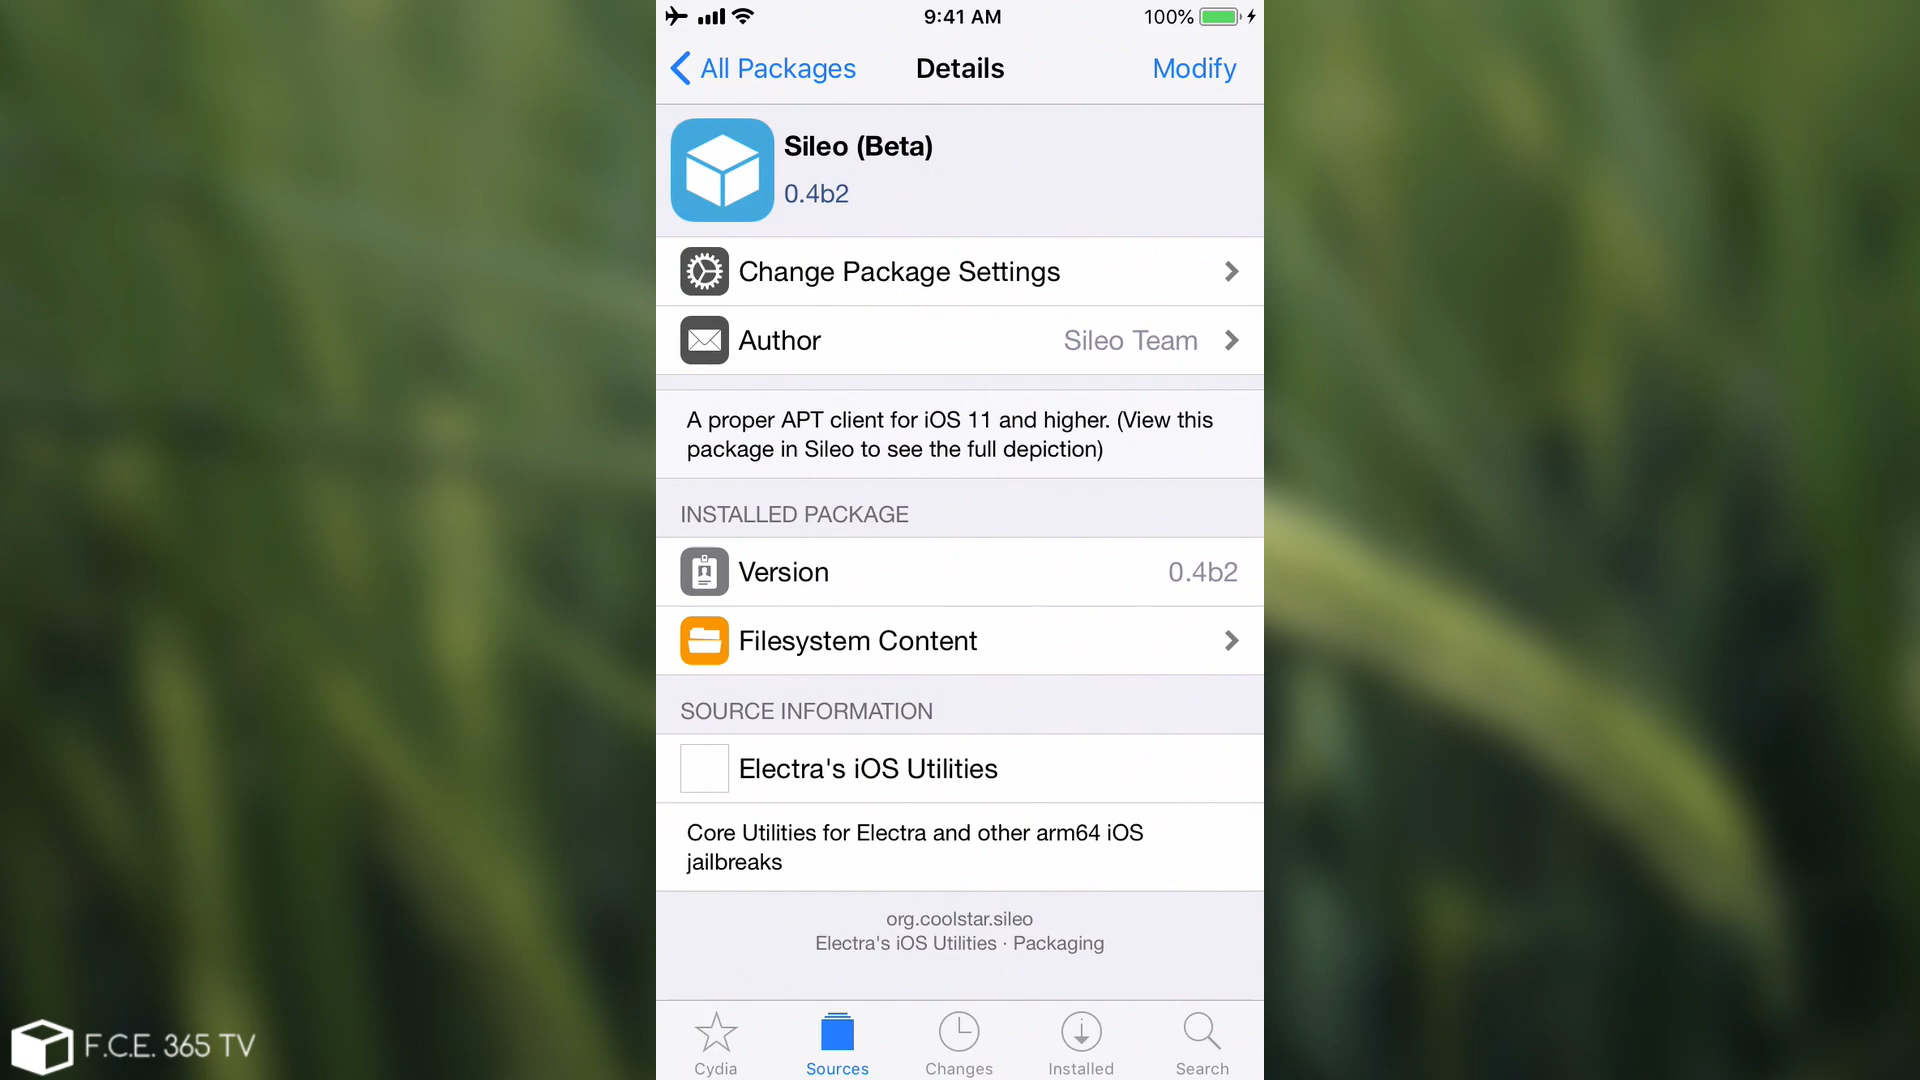 9:41 AM
100%
All Packages
Details
Modify
Sileo (Beta)
0.4b2
Change Package Settings
Author
Sileo Team
A proper APT client for iOS 11 and higher. (View this
package in Sileo to see the full depiction)
INSTALLED PACKAGE
Version
0.4b2
Filesystem Content
SOURCE INFORMATION
Electra's iOS Utilities
Core Utilities for Electra and other arm64 iOS
jailbreaks
org.coolstar.sileo
Electra's iOS Utilities · Packaging
Cydia
Sources
Changes
Installed
Search
F.C.E. 365 TV